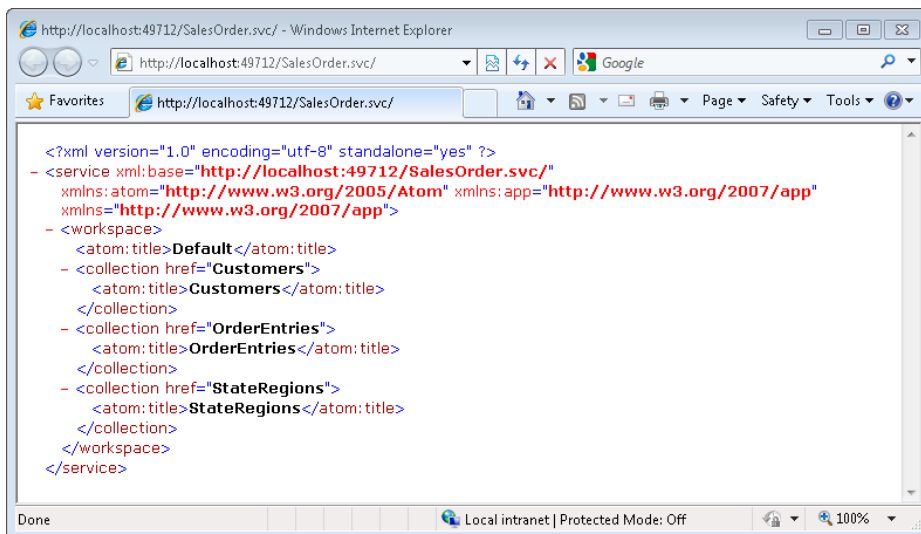 http://localhost:49712/SalesOrder.svc/ - Windows Internet Explorer
http://localhost:49712/SalesOrder.svc/
Google
Favorites
http://localhost:49712/SalesOrder.svc/
Page
Safety
Tools
<?xml version="1.0" encoding="utf-8" standalone="yes" ?>
- <service xml:base="http://localhost:49712/SalesOrder.svc/"
xmlns:atom="http://www.w3.org/2005/Atom" xmlns:app="http://www.w3.org/2007/app"
xmlns="http://www.w3.org/2007/app">
- <workspace>
<atom:title>Default</atom:title>
- <collection href="Customers">
<atom:title>Customers</atom:title>
</collection>
- <collection href="OrderEntries">
<atom:title>OrderEntries</atom:title>
</collection>
- <collection href="StateRegions">
<atom:title>StateRegions</atom:title>
</collection>
</workspace>
</service>
Done
Local intranet | Protected Mode: Off
100%